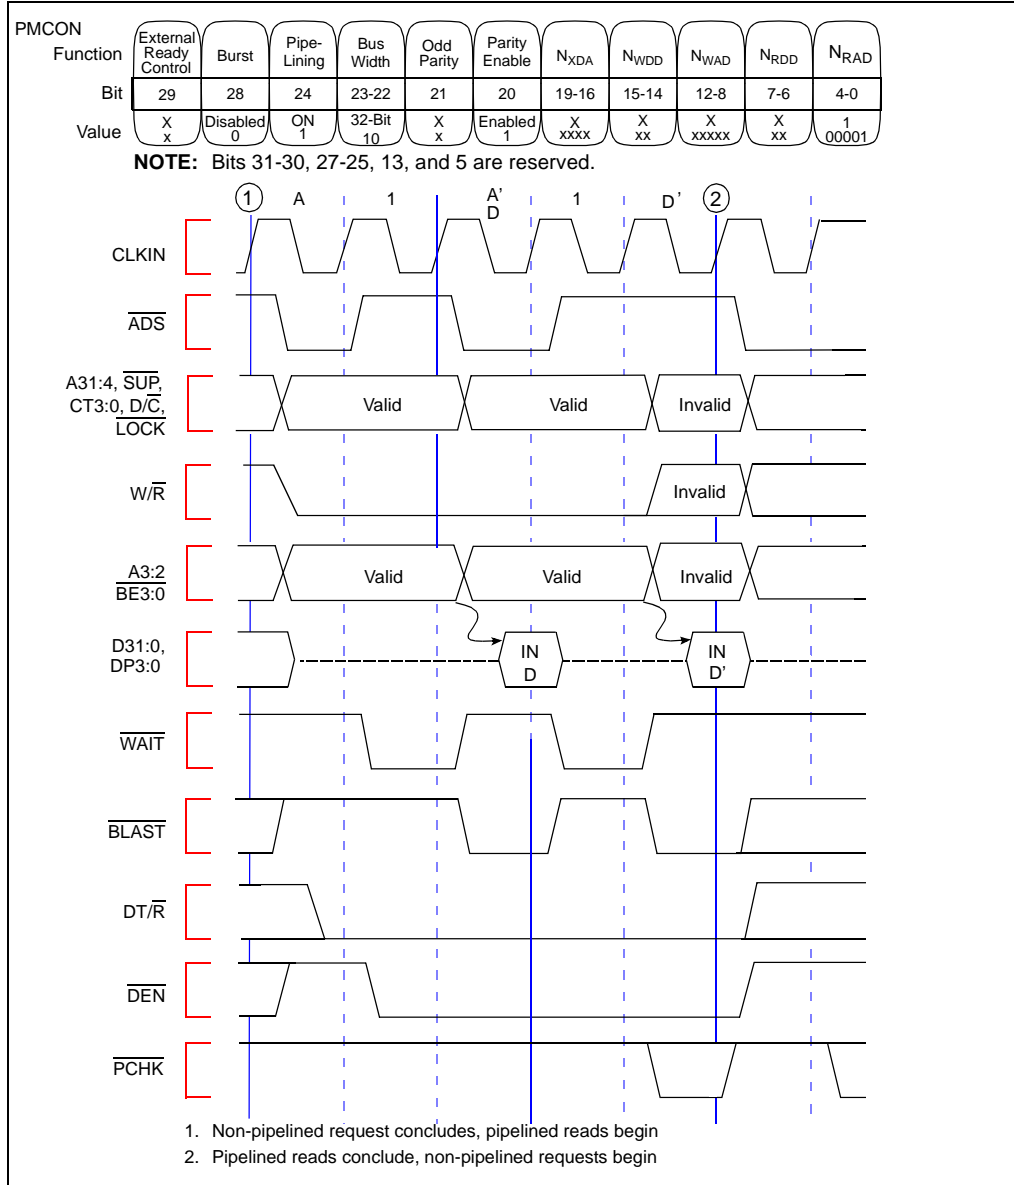 PMCON
Function External Ready Control Burst Pipe-Lining Bus Width Odd Parity Parity Enable NXDA NWDD NWAD NRDD NRAD
Bit 29 28 24 23-22 21 20 19-16 15-14 12-8 7-6 4-0
Value X x Disabled 0 ON 1 32-Bit 10 X x Enabled 1 X xxxx X xx X xxxxx X xx 1 00001
NOTE: Bits 31-30, 27-25, 13, and 5 are reserved.
1 A 1 A' D 1 D' 2
CLKIN
ADS
A31:4, SUP,
CT3:0, D/C,
LOCK
Valid Valid Invalid
W/R
Invalid
A3:2
BE3:0
Valid Valid Invalid
D31:0,
DP3:0
IN D IN D'
WAIT
BLAST
DT/R
DEN
PCHK
1. Non-pipelined request concludes, pipelined reads begin
2. Pipelined reads conclude, non-pipelined requests begin